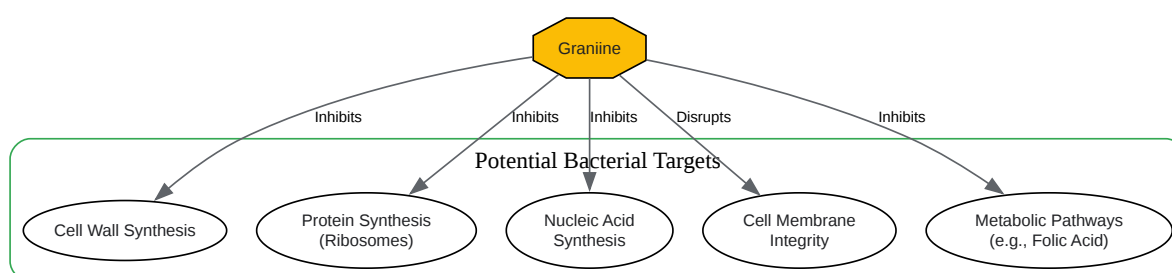 Graniine
Inhibits
Inhibits
Inhibits
Disrupts
Inhibits
Potential Bacterial Targets
Cell Wall Synthesis
Protein Synthesis
(Ribosomes)
Nucleic Acid
Synthesis
Cell Membrane
Integrity
Metabolic Pathways
(e.g., Folic Acid)